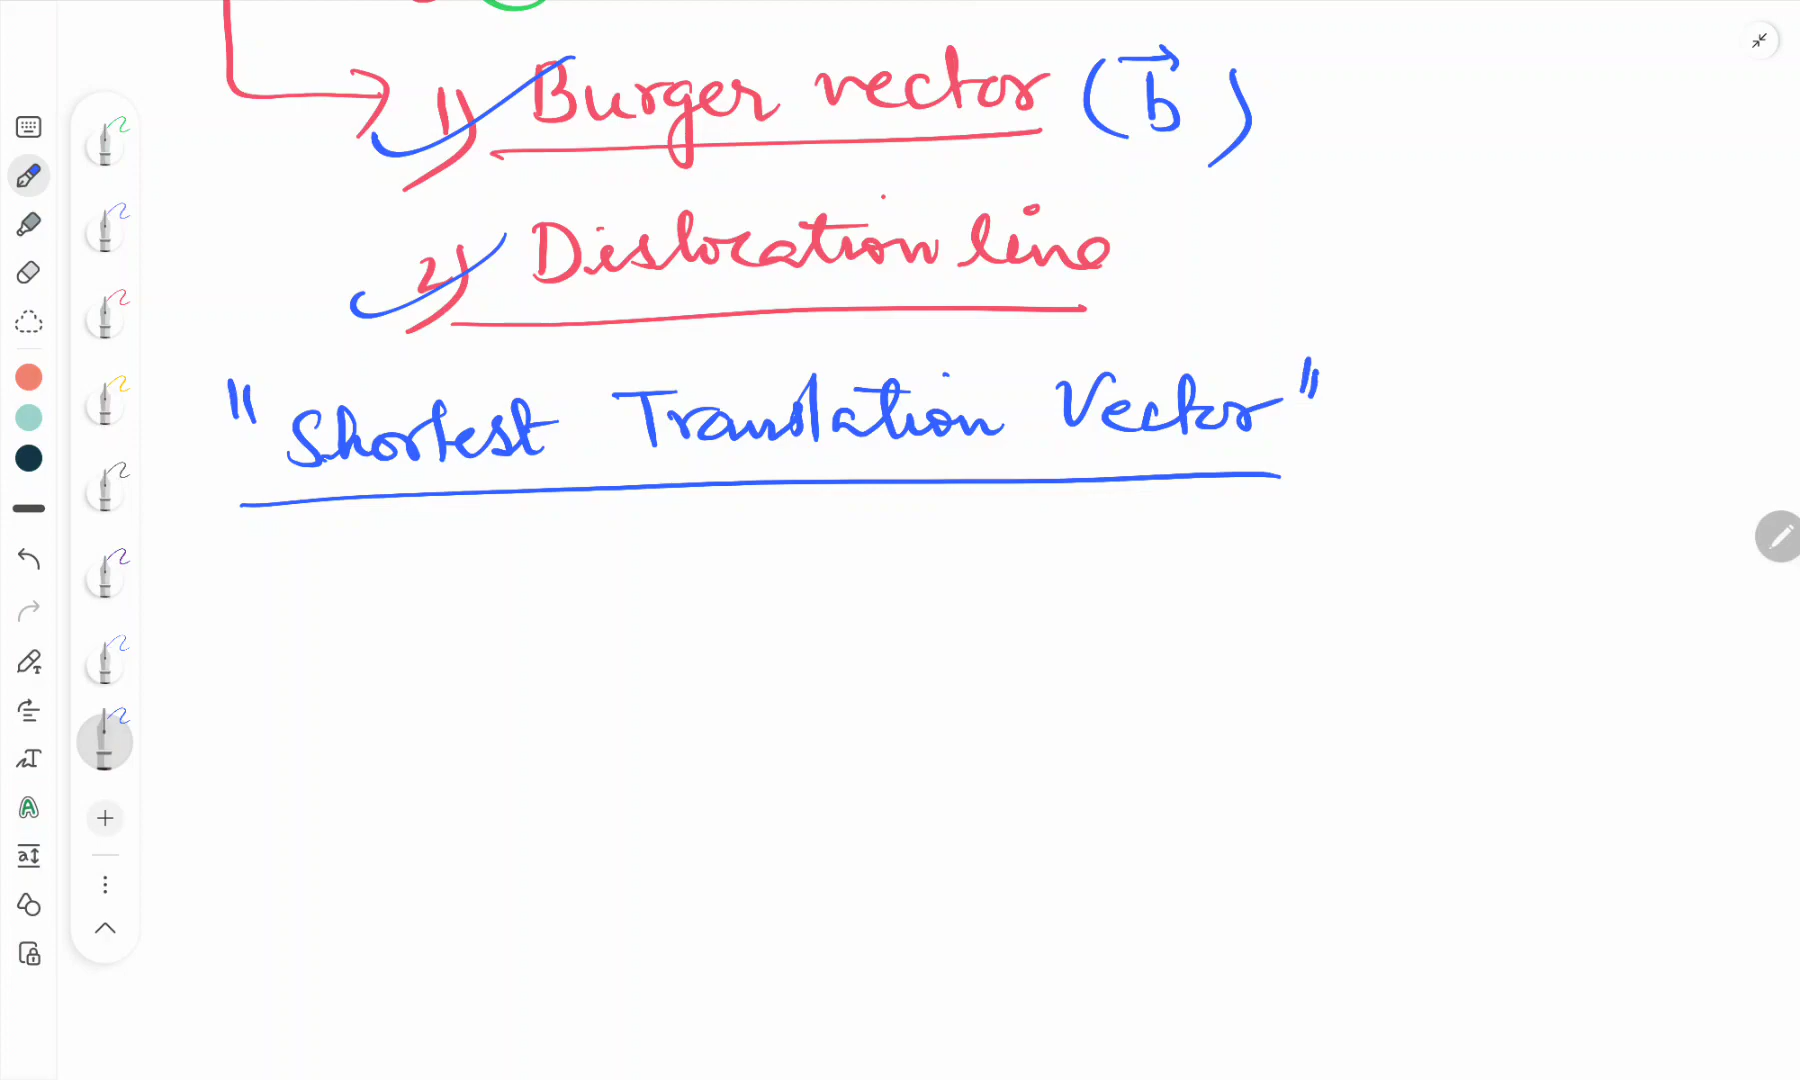 1) Burger vector (b⃗)
2) Dislocation line
"Shortest Translation Vector"